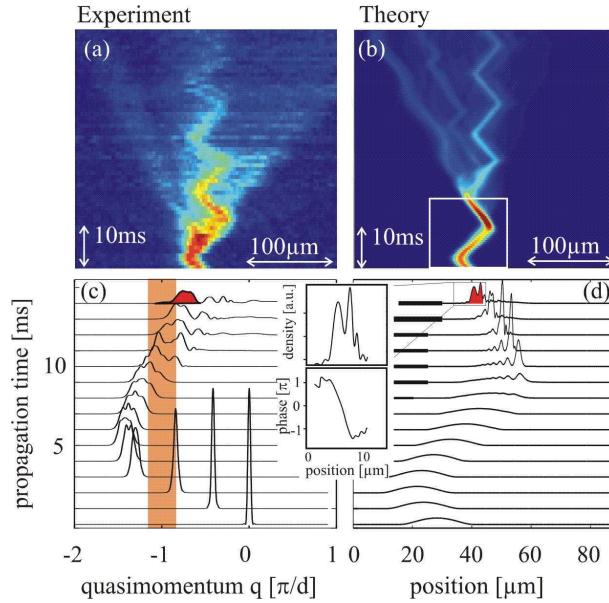 Experiment
Theory
(a)
(b)
10ms
100µm
10ms
100µm
(c)
(d)
density [a.u.]
phase [π]
1
0
-1
0
10
position [µm]
propagation time [ms]
10
5
-2
-1
0
1
quasimomentum q [π/d]
0
20
40
60
80
position [µm]